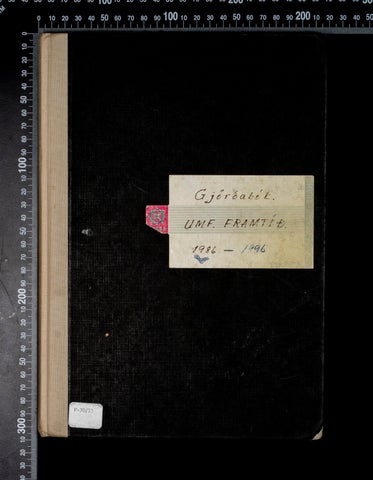 Gjörðabók.
UMF. FRAMTÍÐ.
1986 – 1996